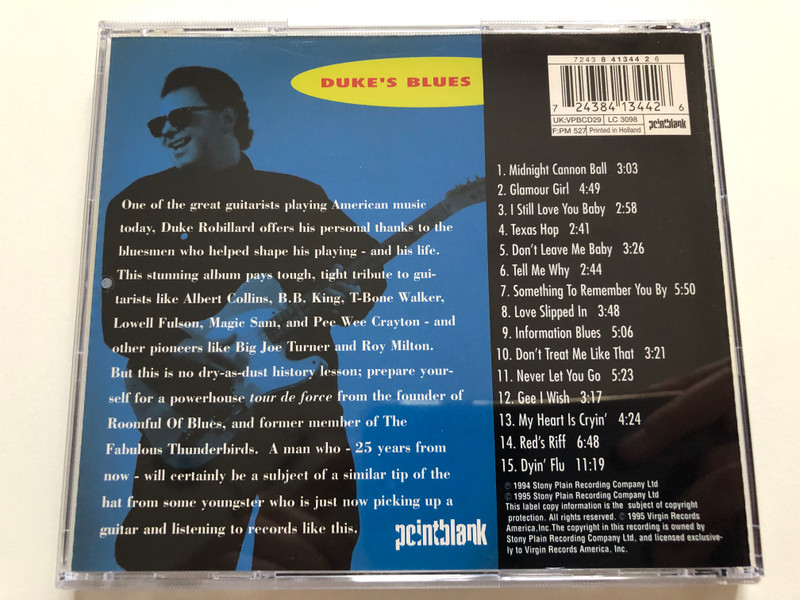 DUKE'S BLUES
One of the great guitarists playing American music
today, Duke Robillard offers his personal thanks to the
bluesmen who helped shape his playing - and his life.
This stunning album pays tough, tight tribute to gui-
tarists like Albert Collins, B.B. King, T-Bone Walker,
Lowell Fulson, Magic Sam, and Pee Wee Crayton - and
other pioneers like Big Joe Turner and Roy Milton.
But this is no dry-as-dust history lesson; prepare your-
self for a powerhouse tour de force from the founder of
Roomful Of Blues, and former member of The
Fabulous Thunderbirds. A man who - 25 years from
now - will certainly be a subject of a similar tip of the
hat from some youngster who is just now picking up a
guitar and listening to records like this.
pointblank
7243 8 41344 2 6
7 24384 13442 6
UK:VPBCD29 LC 3098
F:PM 527 Printed in Holland
pointblank
1. Midnight Cannon Ball 3:03
2. Glamour Girl 4:49
3. I Still Love You Baby 2:58
4. Texas Hop 2:41
5. Don't Leave Me Baby 3:26
6. Tell Me Why 2:44
7. Something To Remember You By 5:50
8. Love Slipped In 3:48
9. Information Blues 5:06
10. Don't Treat Me Like That 3:21
11. Never Let You Go 5:23
12. Gee I Wish 3:17
13. My Heart Is Cryin' 4:24
14. Red's Riff 6:48
15. Dyin' Flu 11:19
℗ 1994 Stony Plain Recording Company Ltd
© 1995 Stony Plain Recording Company Ltd
This label copy information is the subject of copyright
protection. All rights reserved. © 1995 Virgin Records
America,Inc.The copyright in this recording is owned by
Stony Plain Recording Company Ltd. and licensed exclusive-
ly to Virgin Records America, Inc.